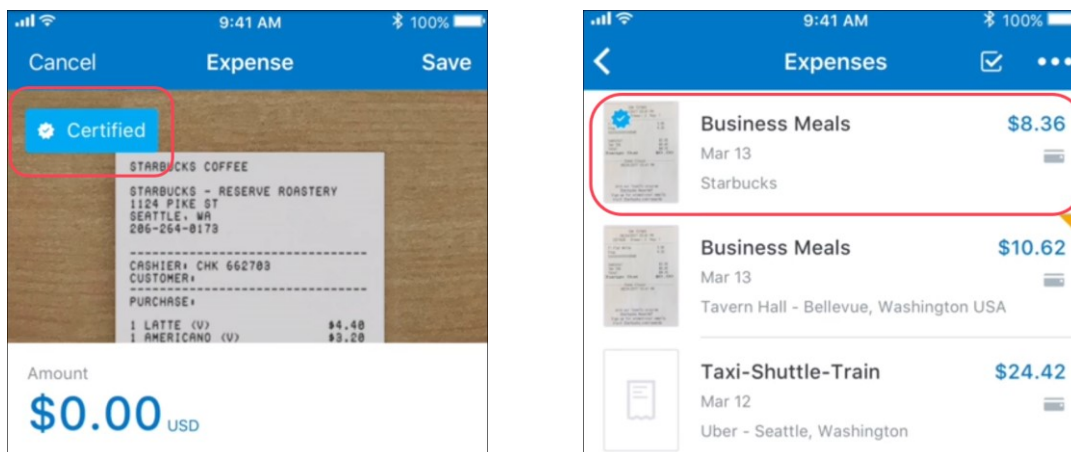 9:41 AM
100%
Cancel
Expense
Save
Certified
STARBUCKS COFFEE
STARBUCKS - RESERVE ROASTERY
1124 PIKE ST
SEATTLE, WA
206-264-0173
CASHIER: CHK 662703
CUSTOMER:
PURCHASE:
1 LATTE (V) $4.40
1 AMERICANO (V) $3.20
Amount
$0.00 USD
9:41 AM
100%
Expenses
Business Meals $8.36
Mar 13
Starbucks
Business Meals $10.62
Mar 13
Tavern Hall - Bellevue, Washington USA
Taxi-Shuttle-Train $24.42
Mar 12
Uber - Seattle, Washington